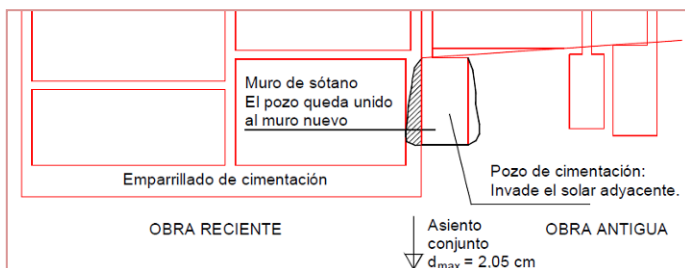 Muro de sótano
El pozo queda unido
al muro nuevo
Emparrillado de cimentación
Pozo de cimentación:
Invade el solar adyacente.
OBRA RECIENTE
Asiento
conjunto
dmax = 2,05 cm
OBRA ANTIGUA